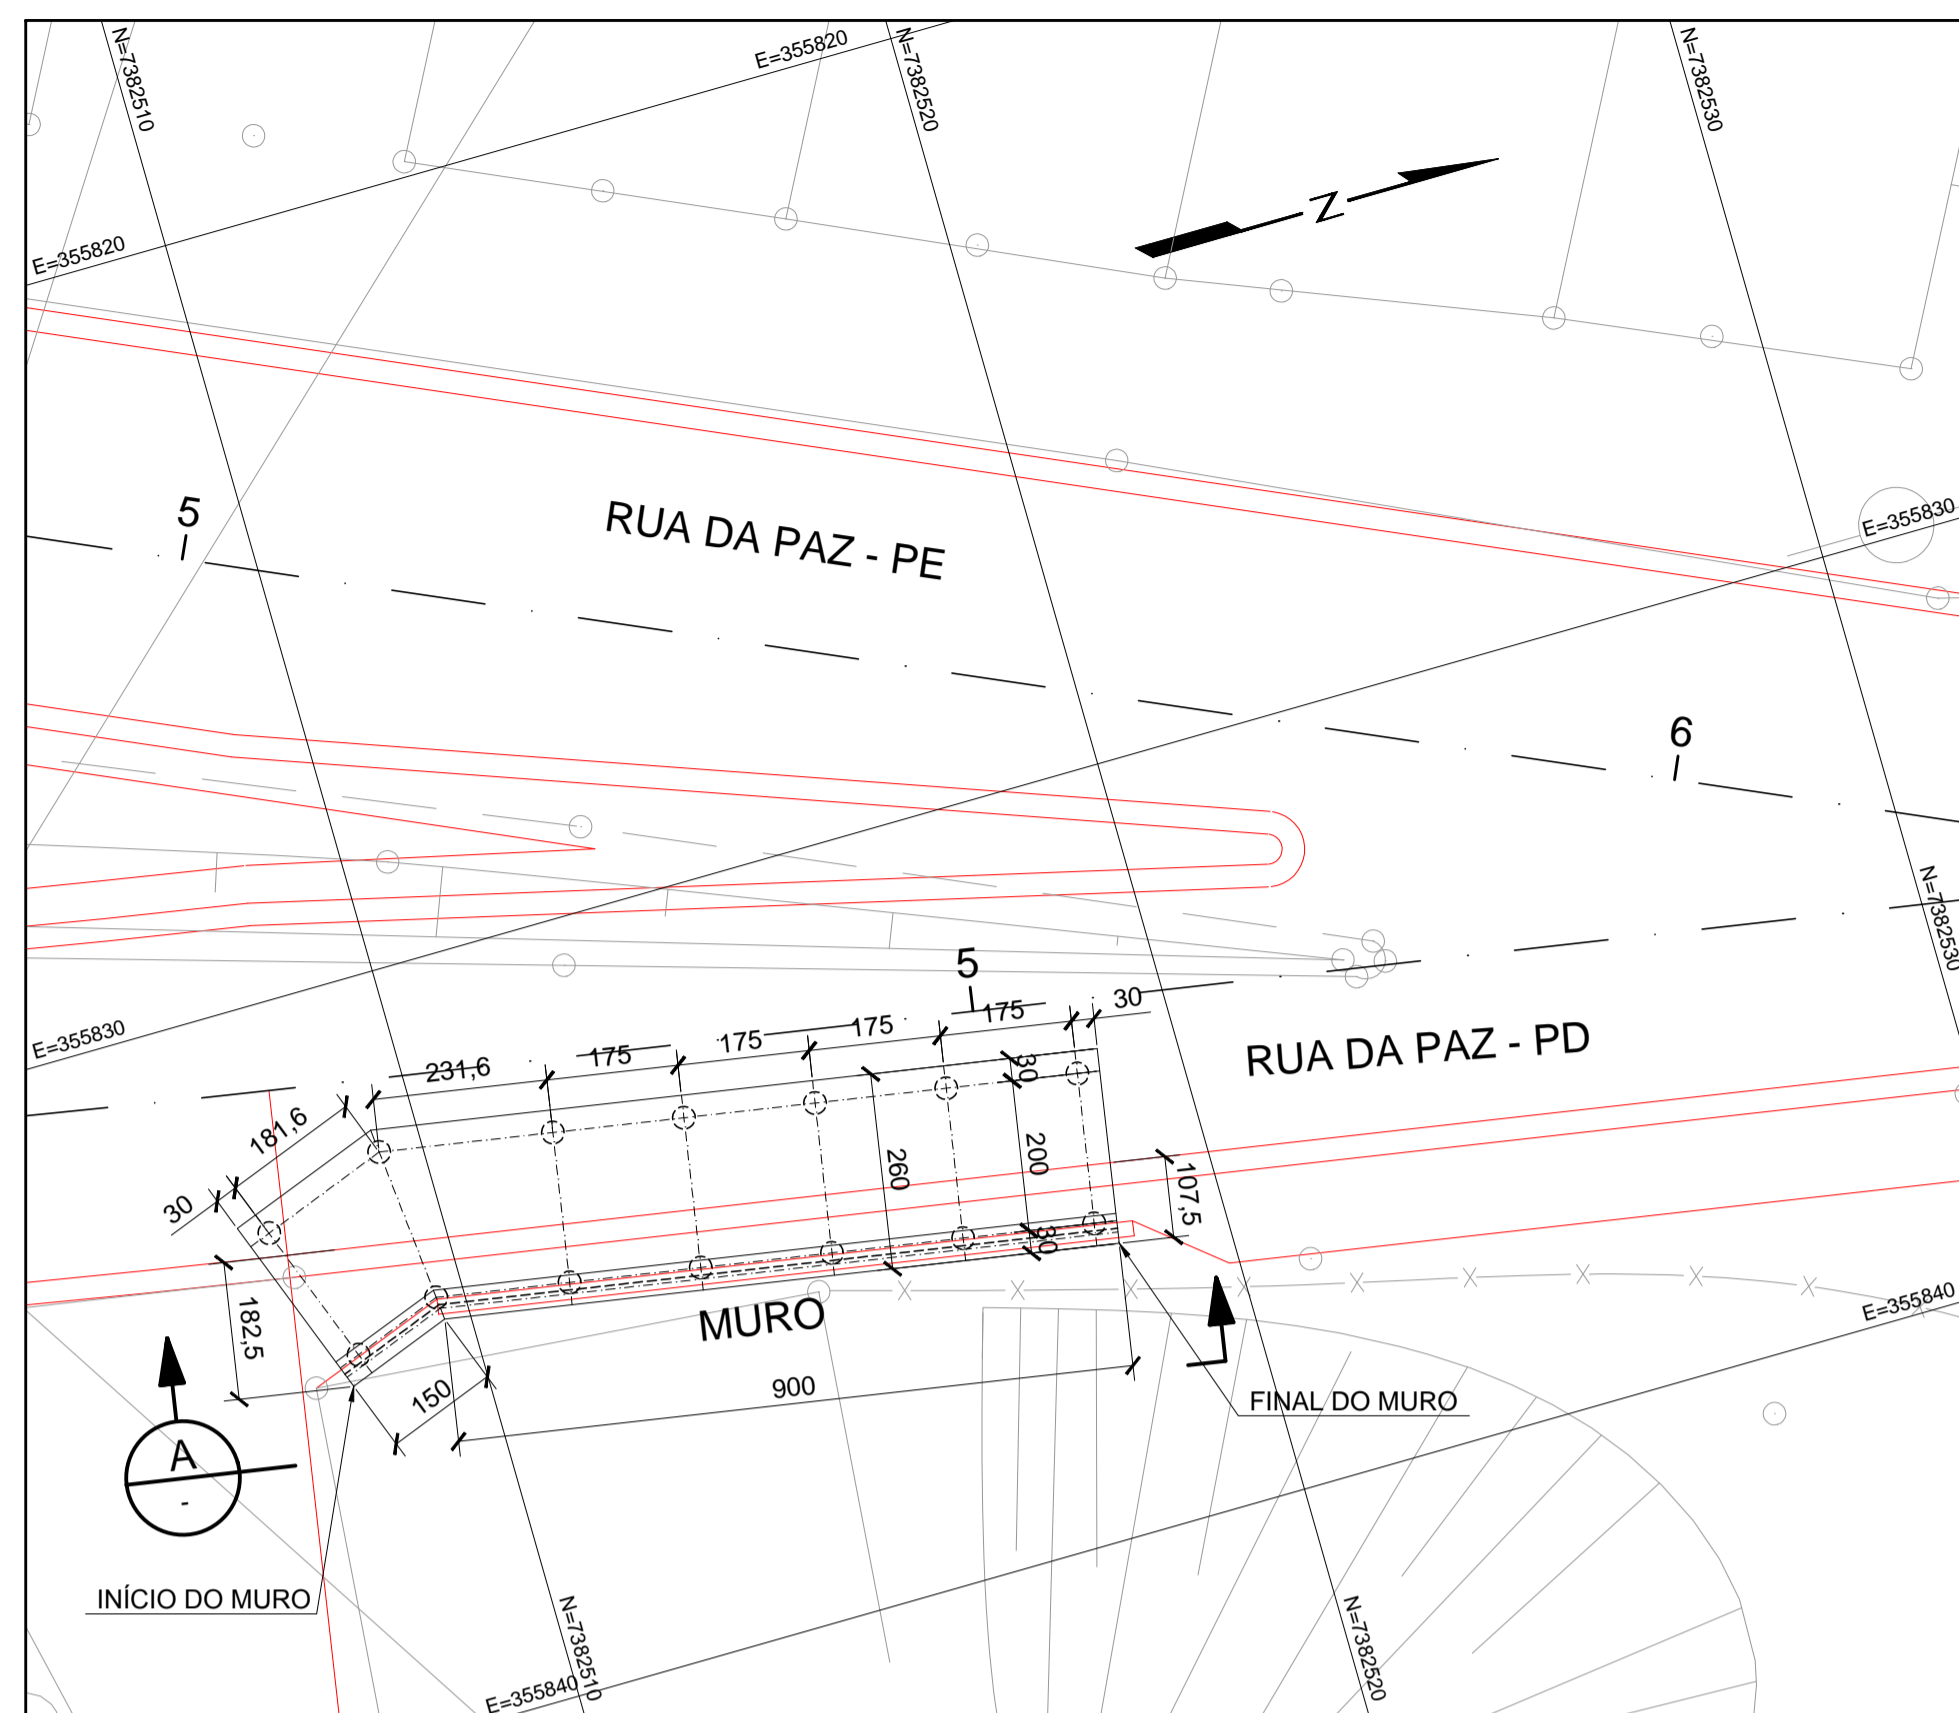 N=7382510
E=355820
N=7382520
N=7382530
E=355820
N
5
RUA DA PAZ - PE
E=355830
6
N=7382530
5
E=355830
231,6
175
175
175
175
30
RUA DA PAZ - PD
181,6
30
30
260
200
107,5
30
182,5
MURO
150
900
E=355840
FINAL DO MURO
A
-
INÍCIO DO MURO
N=7382510
N=7382520
E=355840